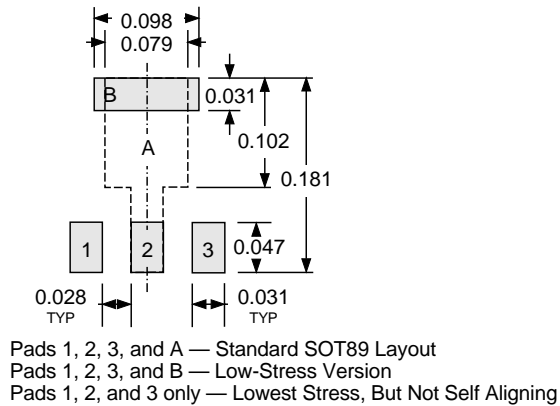 0.098
0.079
B
0.031
A
0.102
0.181
1
2
3
0.047
0.028
TYP
0.031
TYP
Pads 1, 2, 3, and A — Standard SOT89 Layout
Pads 1, 2, 3, and B — Low-Stress Version
Pads 1, 2, and 3 only — Lowest Stress, But Not Self Aligning